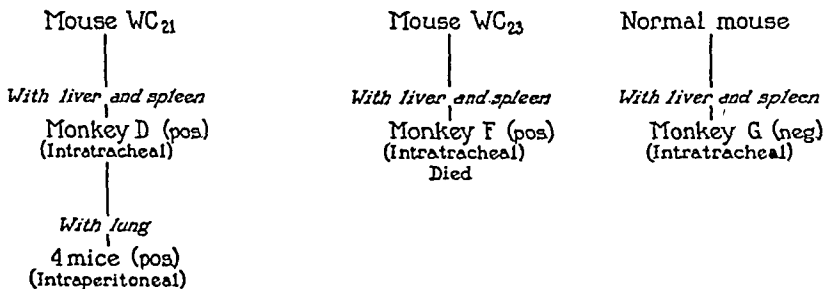 Mouse WC21
With liver and spleen
Monkey D (pos)
(Intratracheal)
With lung
4 mice (pos)
(Intraperitoneal)
Mouse WC23
With liver and spleen
Monkey F (pos)
(Intratracheal)
Died
Normal mouse
With liver and spleen
Monkey G (neg)
(Intratracheal)